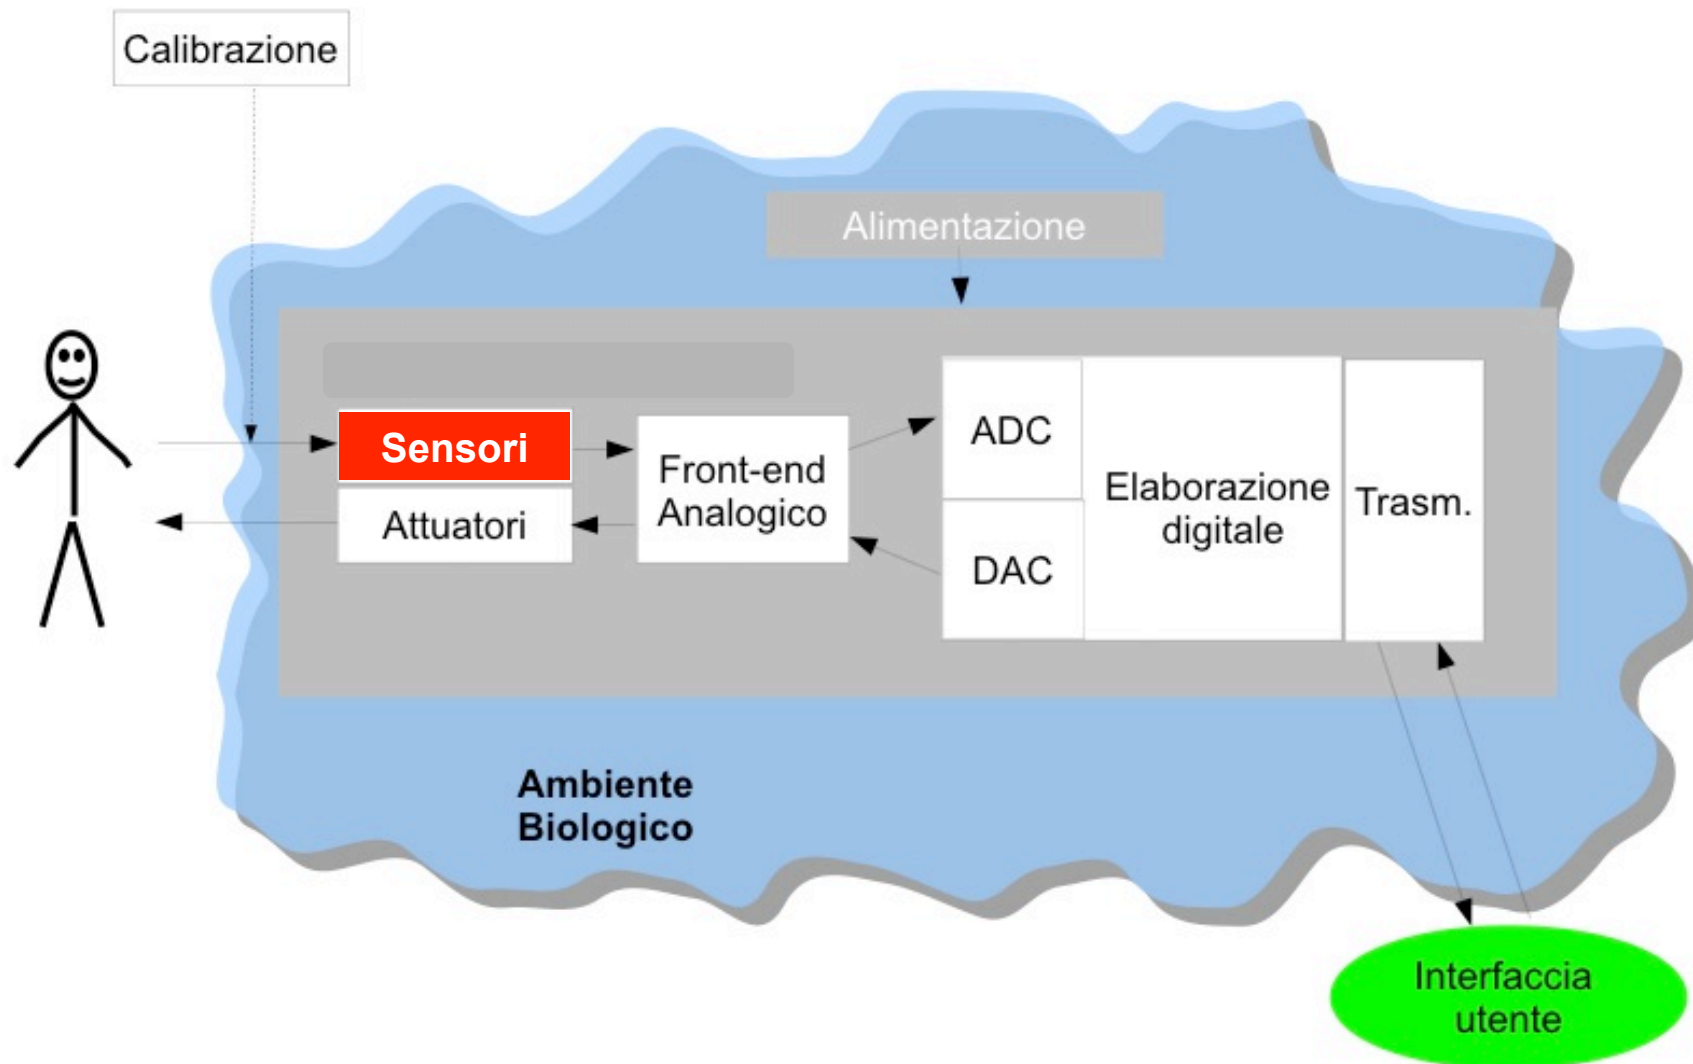 Calibrazione
Alimentazione
Sensori
Attuatori
Front-end
Analogico
ADC
DAC
Elaborazione
digitale
Trasm.
Ambiente
Biologico
Interfaccia
utente